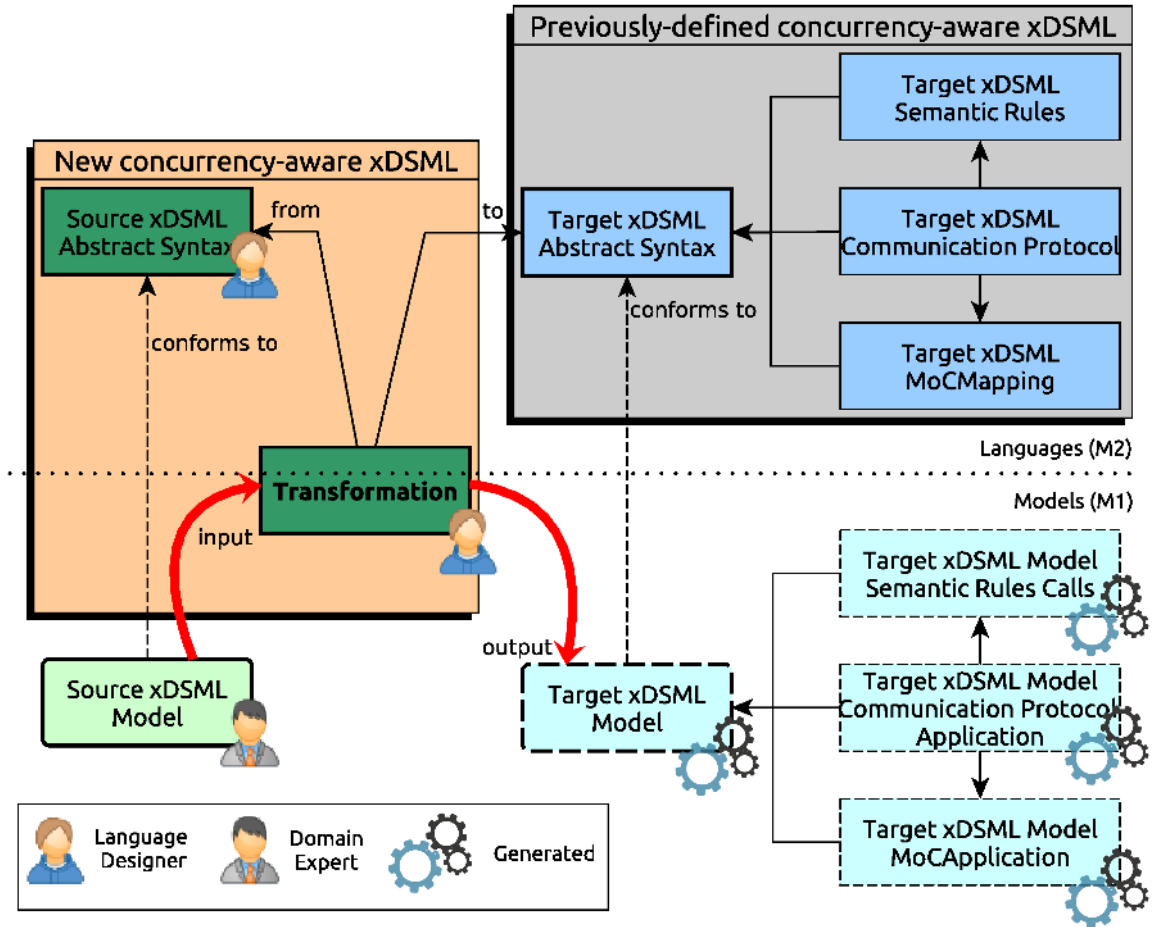 Previously-defined concurrency-aware xDSML
Target xDSML
Semantic Rules
New concurrency-aware xDSML
Source xDSML
Abstract Syntax
from
to
Target xDSML
Abstract Syntax
Target xDSML
Communication Protocol
conforms to
conforms to
Target xDSML
MoCMapping
Languages (M2)
Transformation
Models (M1)
input
Target xDSML Model
Semantic Rules Calls
output
Source xDSML
Model
Target xDSML
Model
Target xDSML Model
Communication Protocol
Application
Target xDSML Model
MoCApplication
Language
Designer
Domain
Expert
Generated